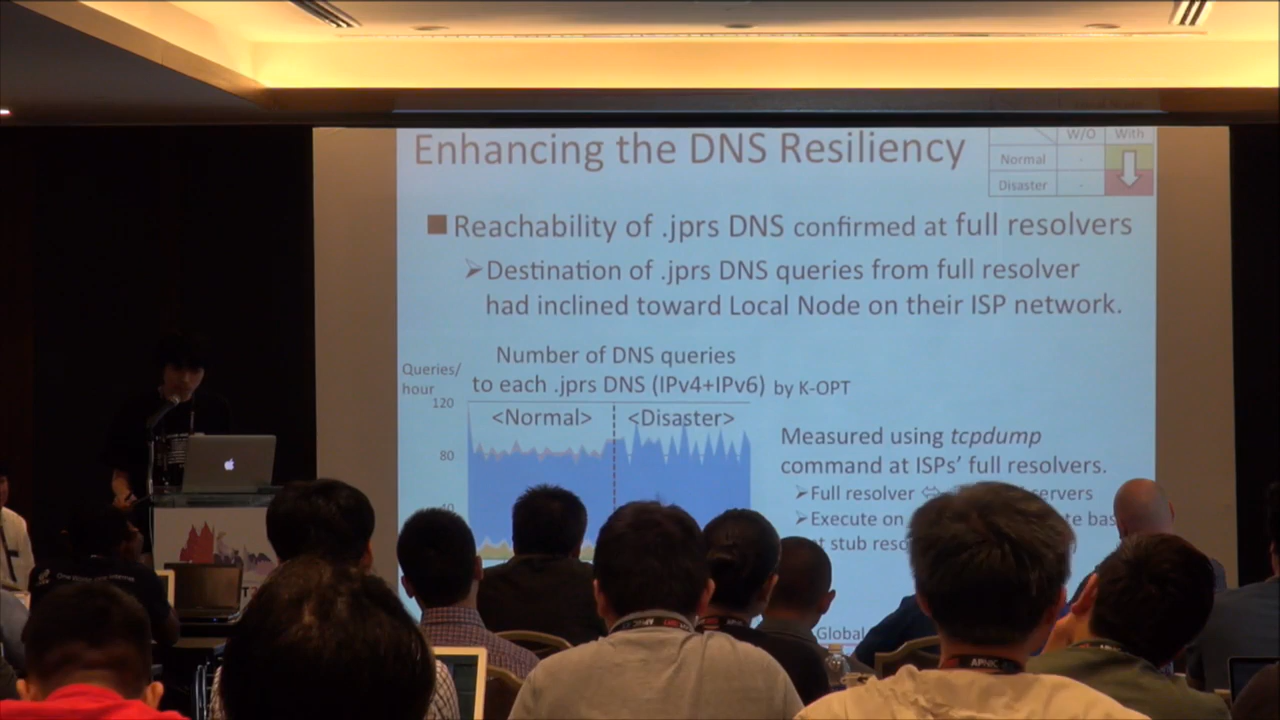 Enhancing the DNS Resiliency
W/O With
Normal -
Disaster -
■ Reachability of .jprs DNS confirmed at full resolvers
➢Destination of .jprs DNS queries from full resolver
had inclined toward Local Node on their ISP network.
Queries/
hour
Number of DNS queries
to each .jprs DNS (IPv4+IPv6) by K-OPT
120
<Normal> <Disaster>
80
40
Measured using tcpdump
command at ISPs' full resolvers.
➢Full resolver ⇔ servers
➢Execute on
stub
Global
APNIC